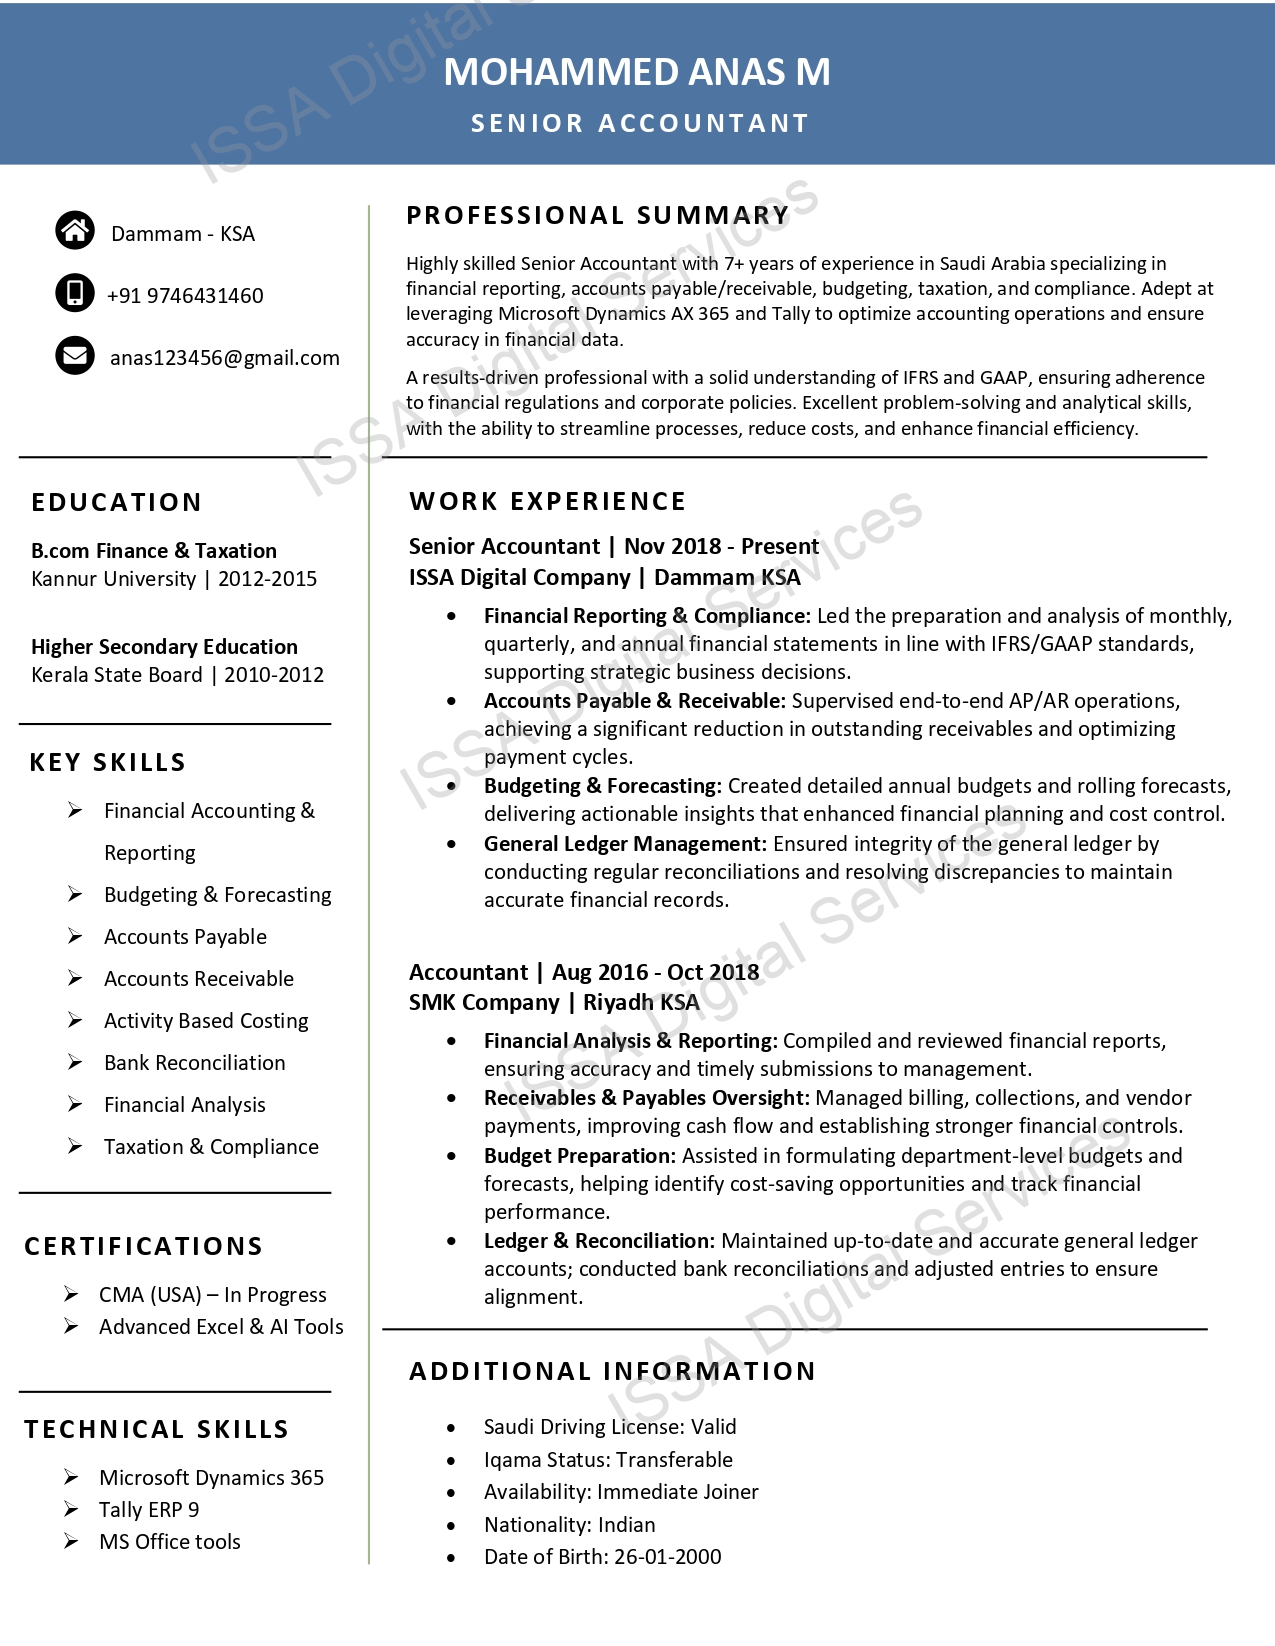 MOHAMMED ANAS M
SENIOR ACCOUNTANT
Dammam - KSA
+91 9746431460
anas123456@gmail.com
EDUCATION
B.com Finance & Taxation
Kannur University | 2012-2015
Higher Secondary Education
Kerala State Board | 2010-2012
KEY SKILLS
Financial Accounting &
Reporting
Budgeting & Forecasting
Accounts Payable
Accounts Receivable
Activity Based Costing
Bank Reconciliation
Financial Analysis
Taxation & Compliance
CERTIFICATIONS
CMA (USA) – In Progress
Advanced Excel & AI Tools
TECHNICAL SKILLS
Microsoft Dynamics 365
Tally ERP 9
MS Office tools
PROFESSIONAL SUMMARY
Highly skilled Senior Accountant with 7+ years of experience in Saudi Arabia specializing in
financial reporting, accounts payable/receivable, budgeting, taxation, and compliance. Adept at
leveraging Microsoft Dynamics AX 365 and Tally to optimize accounting operations and ensure
accuracy in financial data.
A results-driven professional with a solid understanding of IFRS and GAAP, ensuring adherence
to financial regulations and corporate policies. Excellent problem-solving and analytical skills,
with the ability to streamline processes, reduce costs, and enhance financial efficiency.
WORK EXPERIENCE
Senior Accountant | Nov 2018 - Present
ISSA Digital Company | Dammam KSA
• Financial Reporting & Compliance: Led the preparation and analysis of monthly,
quarterly, and annual financial statements in line with IFRS/GAAP standards,
supporting strategic business decisions.
• Accounts Payable & Receivable: Supervised end-to-end AP/AR operations,
achieving a significant reduction in outstanding receivables and optimizing
payment cycles.
• Budgeting & Forecasting: Created detailed annual budgets and rolling forecasts,
delivering actionable insights that enhanced financial planning and cost control.
• General Ledger Management: Ensured integrity of the general ledger by
conducting regular reconciliations and resolving discrepancies to maintain
accurate financial records.
Accountant | Aug 2016 - Oct 2018
SMK Company | Riyadh KSA
• Financial Analysis & Reporting: Compiled and reviewed financial reports,
ensuring accuracy and timely submissions to management.
• Receivables & Payables Oversight: Managed billing, collections, and vendor
payments, improving cash flow and establishing stronger financial controls.
• Budget Preparation: Assisted in formulating department-level budgets and
forecasts, helping identify cost-saving opportunities and track financial
performance.
• Ledger & Reconciliation: Maintained up-to-date and accurate general ledger
accounts; conducted bank reconciliations and adjusted entries to ensure
alignment.
ADDITIONAL INFORMATION
• Saudi Driving License: Valid
• Iqama Status: Transferable
• Availability: Immediate Joiner
• Nationality: Indian
• Date of Birth: 26-01-2000
ISSA Digital Services
ISSA Digital Services
ISSA Digital Services
ISSA Digital Services
ISSA Digital Services